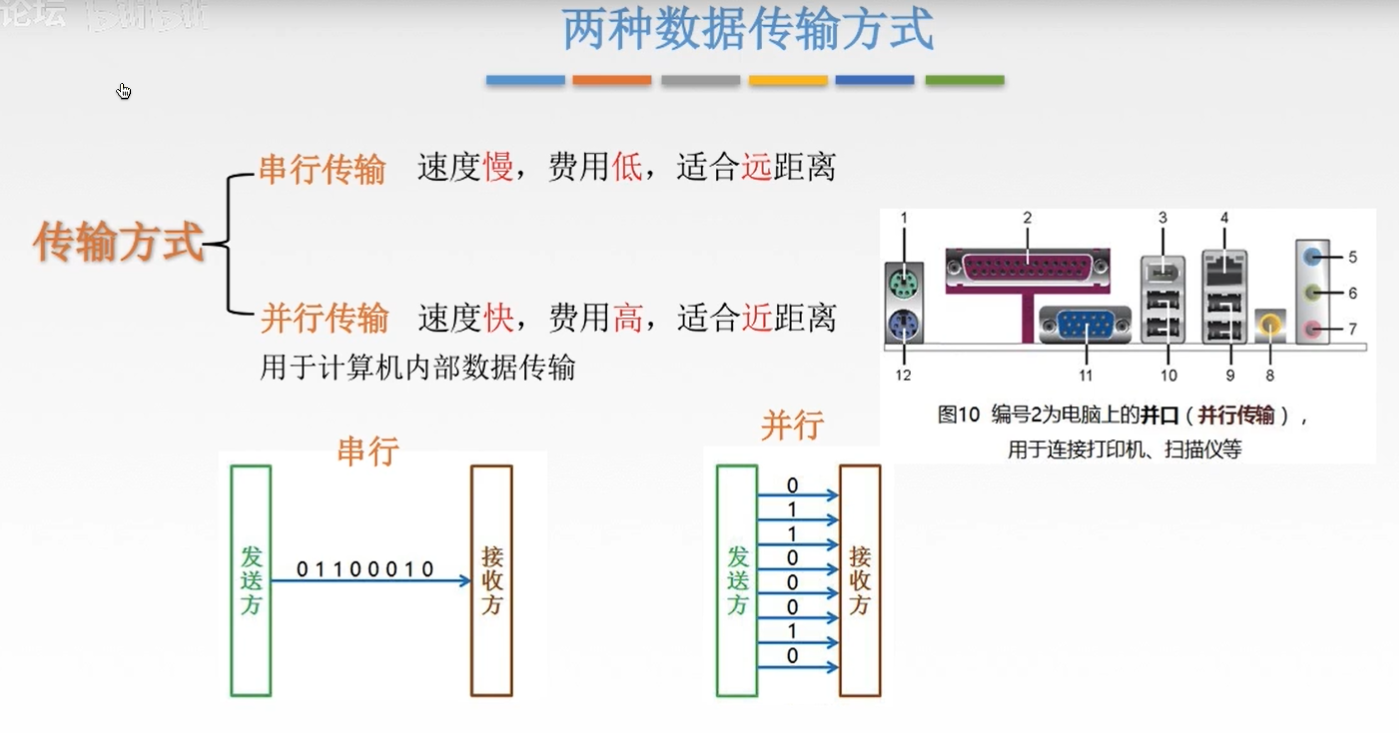 论坛 bilibili
两种数据传输方式
传输方式
串行传输 速度慢，费用低，适合远距离
并行传输 速度快，费用高，适合近距离
用于计算机内部数据传输
1 2 3 4
5
6
7
12 11 10 9 8
图10 编号2为电脑上的并口（并行传输），
用于连接打印机、扫描仪等
串行
发送方
01100010
接收方
并行
发送方
0
1
1
0
0
0
1
0
接收方